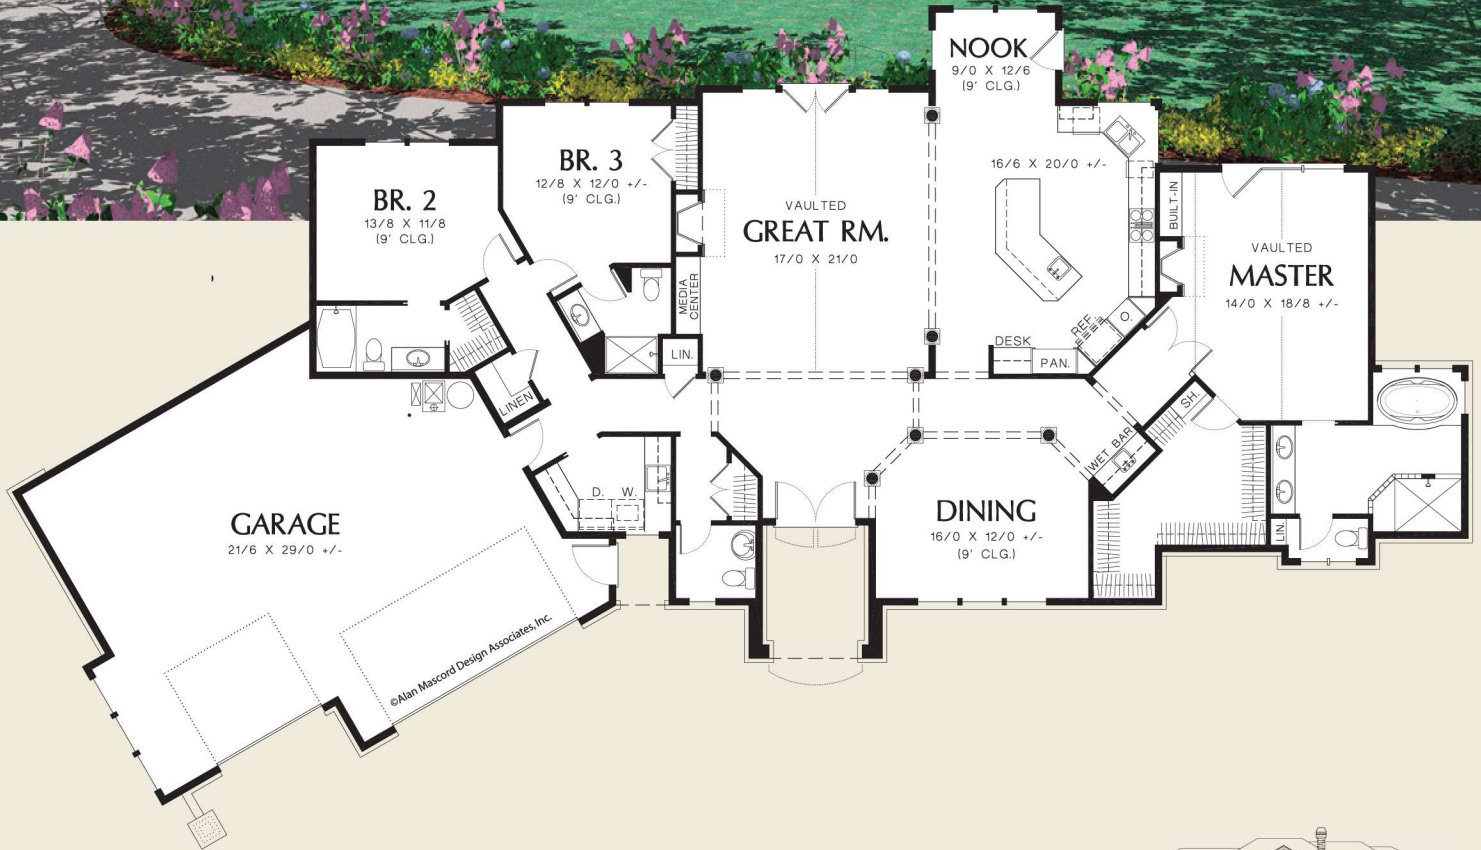 NOOK
9/0 X 12/6
(9' CLG.)
BR. 3
12/8 X 12/0 +/-
(9' CLG.)
16/6 X 20/0 +/-
BR. 2
13/8 X 11/8
(9' CLG.)
VAULTED
GREAT RM.
17/0 X 21/0
BUILT-IN
VAULTED
MASTER
14/0 X 18/8 +/-
MEDIA
CENTER
REF.
O.
DESK
PAN.
LIN.
LINEN
SH.
WET BAR
D.
W.
GARAGE
21/6 X 29/0 +/-
DINING
16/0 X 12/0 +/-
(9' CLG.)
LIN.
©Alan Mascord Design Associates, Inc.